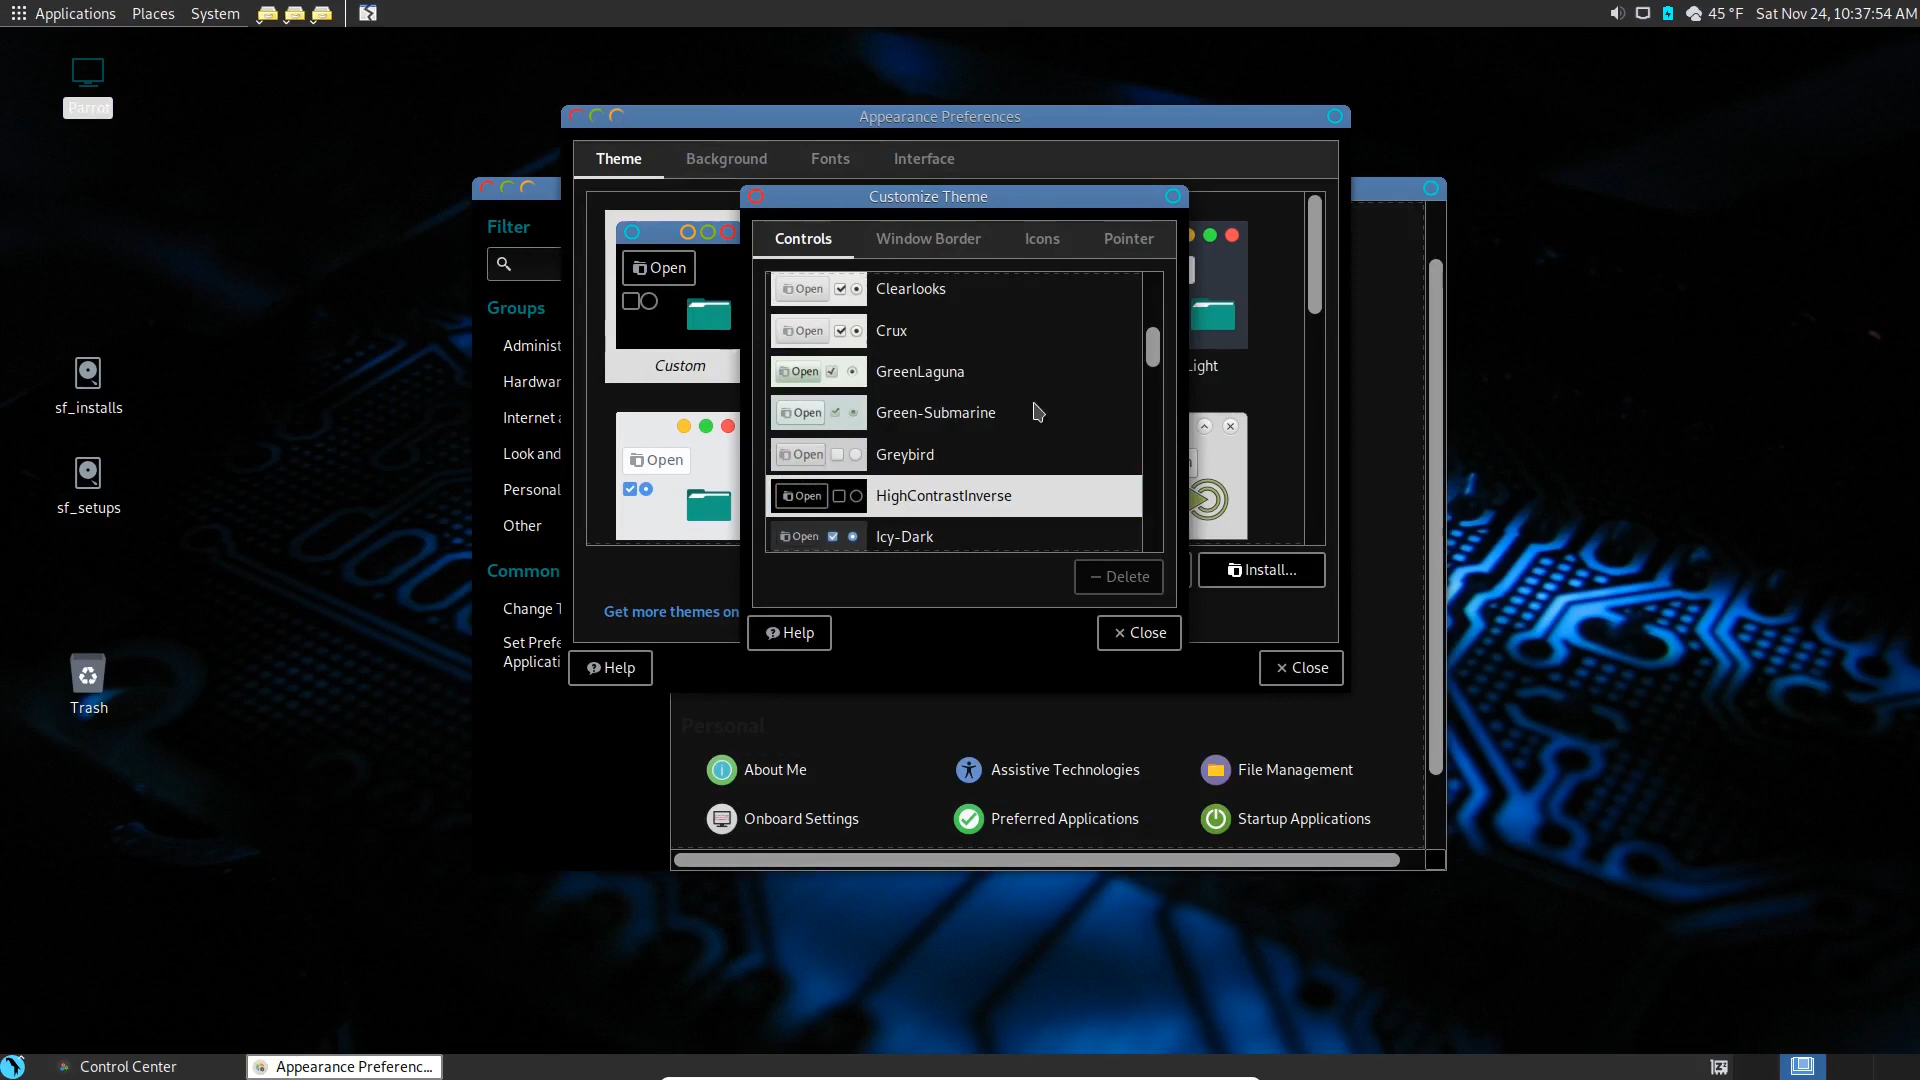 Applications Places System
45 °F Sat Nov 24, 10:37:54 AM
Parrot
sf_installs
sf_setups
Trash
Appearance Preferences
Theme Background Fonts Interface
Filter
Groups
Administ
Hardwar
Internet a
Look and
Personal
Other
Common
Change T
Set Prefe
Applicati
Open
Custom
Open
Light
Get more themes on
Install...
Help
Close
Customize Theme
Controls Window Border Icons Pointer
Open Clearlooks
Open Crux
Open GreenLaguna
Open Green-Submarine
Open Greybird
Open HighContrastInverse
Open Icy-Dark
Delete
Help
Close
Personal
About Me Assistive Technologies File Management
Onboard Settings Preferred Applications Startup Applications
Control Center
Appearance Preferenc...